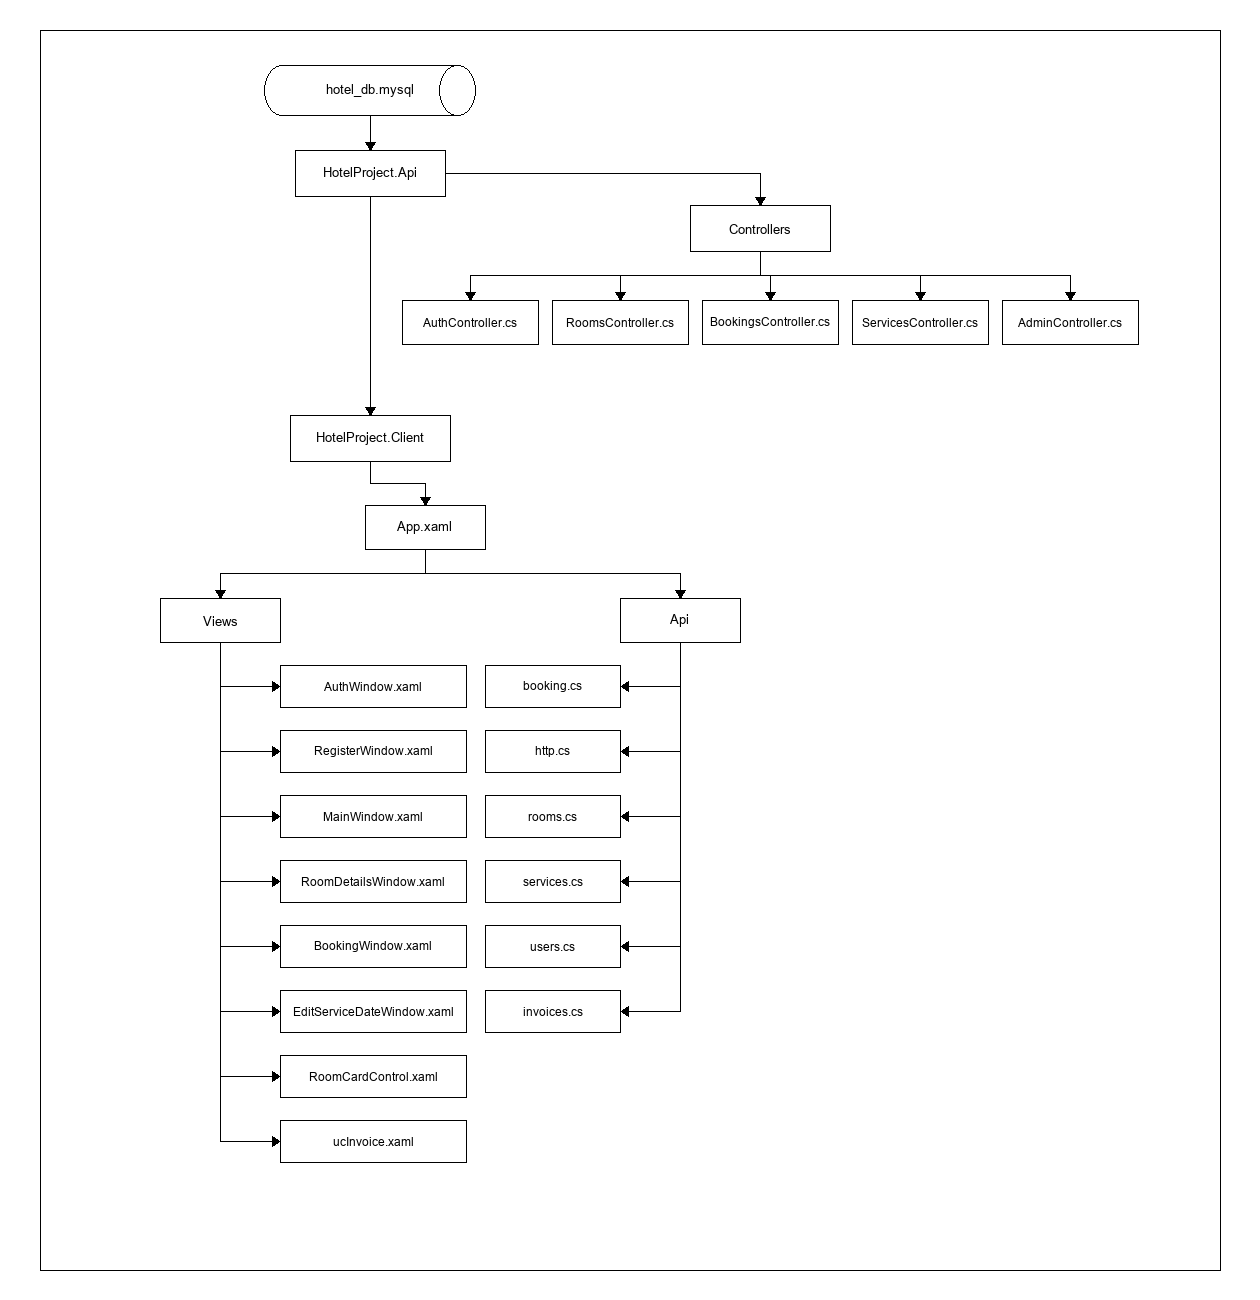 hotel_db.mysql
HotelProject.Api
Controllers
AuthController.cs
RoomsController.cs
BookingsController.cs
ServicesController.cs
AdminController.cs
HotelProject.Client
App.xaml
Views
Api
AuthWindow.xaml
booking.cs
RegisterWindow.xaml
http.cs
MainWindow.xaml
rooms.cs
RoomDetailsWindow.xaml
services.cs
BookingWindow.xaml
users.cs
EditServiceDateWindow.xaml
invoices.cs
RoomCardControl.xaml
ucInvoice.xaml